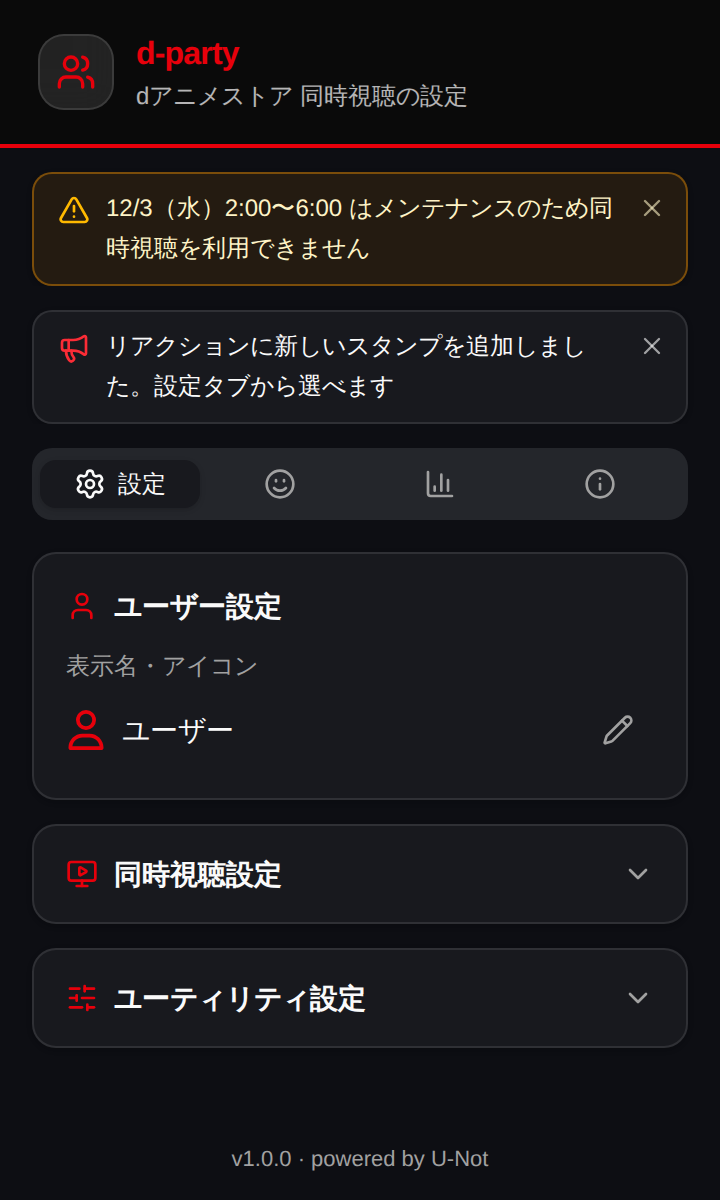 d-party
dアニメストア 同時視聴の設定
12/3（水）2:00〜6:00 はメンテナンスのため同
時視聴を利用できません
リアクションに新しいスタンプを追加しまし
た。設定タブから選べます
設定
ユーザー設定
表示名・アイコン
ユーザー
同時視聴設定
ユーティリティ設定
v1.0.0 · powered by U-Not